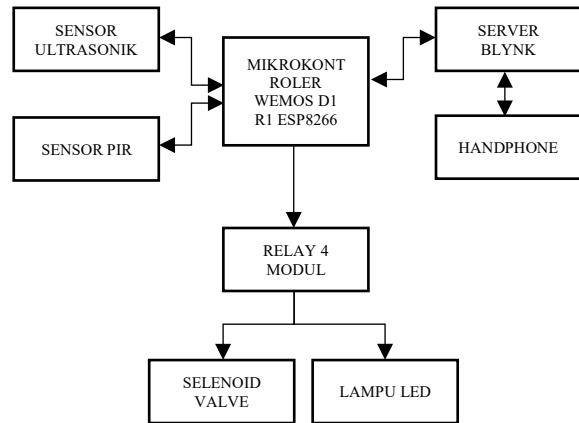 SENSOR
ULTRASONIK
MIKROKONT
ROLER
WEMOS D1
R1 ESP8266
SERVER
BLYNK
SENSOR PIR
HANDPHONE
RELAY 4
MODUL
SELENOID
VALVE
LAMPU LED